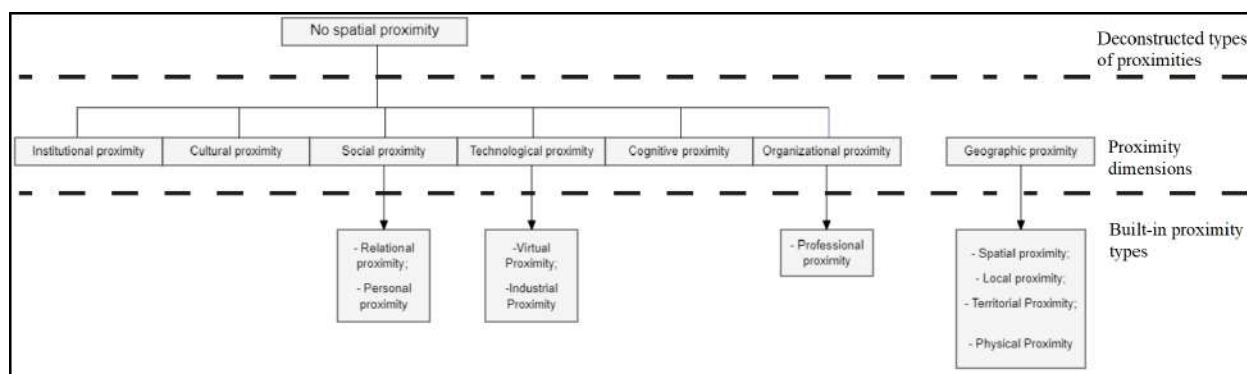 No spatial proximity
Deconstructed types
of proximities
Institutional proximity
Cultural proximity
Social proximity
Technological proximity
Cognitive proximity
Organizational proximity
Geographic proximity
Proximity
dimensions
Built-in proximity
types
- Relational
proximity;
- Personal
proximity
-Virtual
Proximity;
-Industrial
Proximity
- Professional
proximity
- Spatial proximity;
- Local proximity;
- Territorial Proximity;
- Physical Proximity